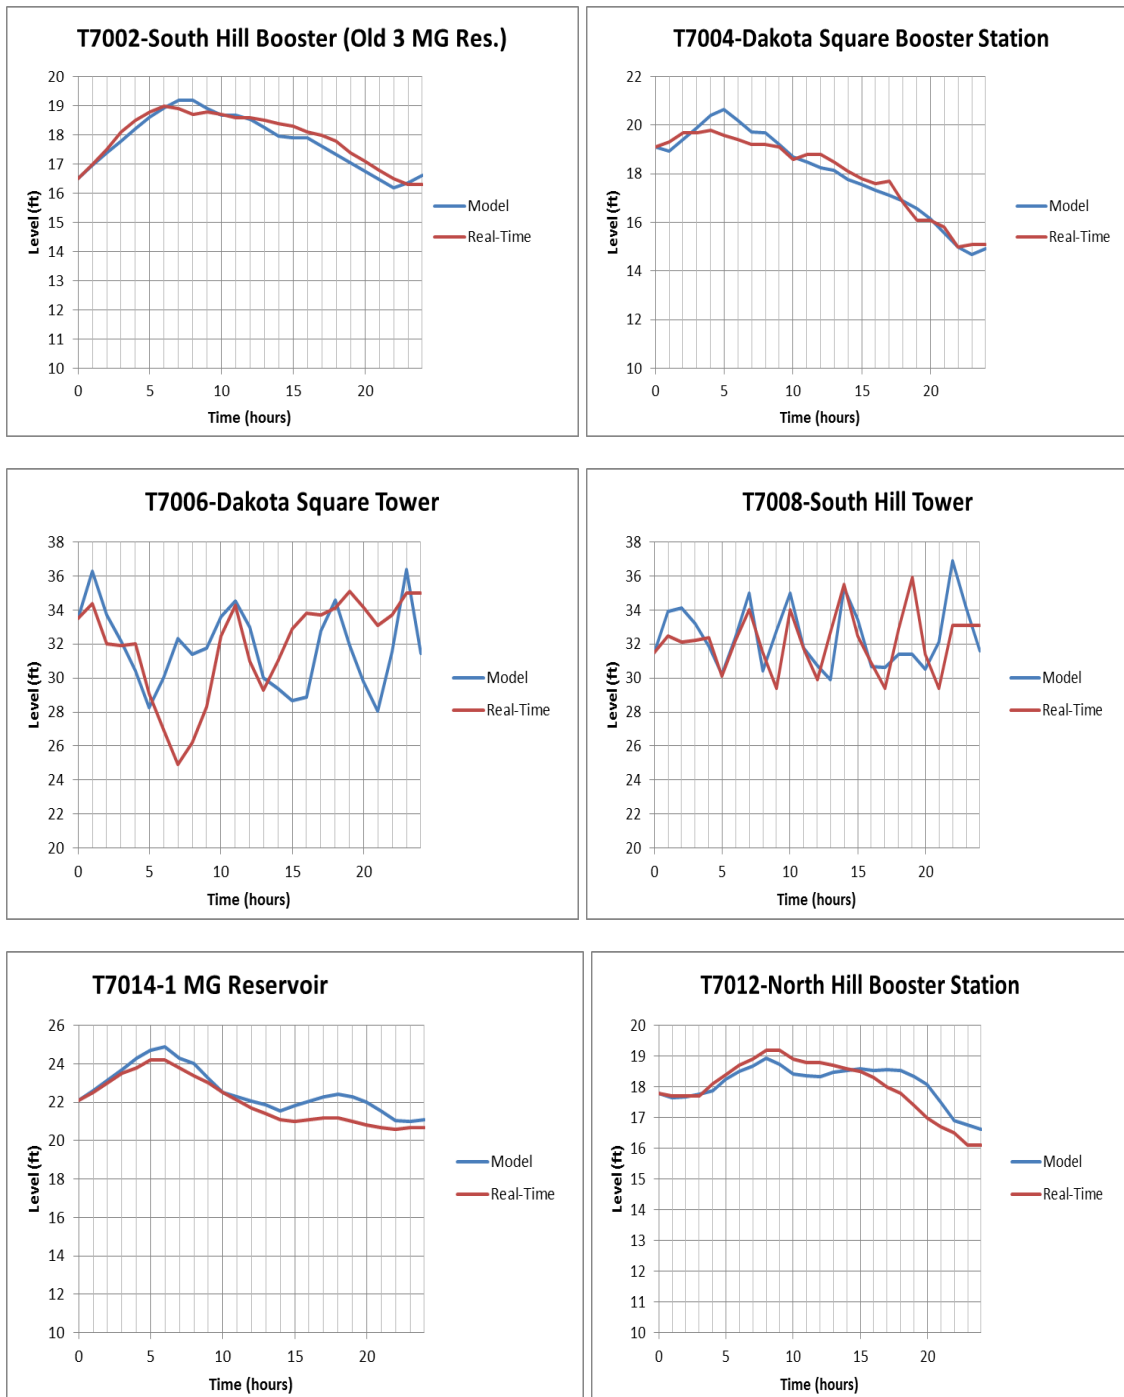 T7002-South Hill Booster (Old 3 MG Res.)
20
19
18
17
16
15
14
13
12
11
10
0 5 10 15 20
Level (ft)
Time (hours)
Model
Real-Time
T7004-Dakota Square Booster Station
22
20
18
16
14
12
10
0 5 10 15 20
Level (ft)
Time (hours)
Model
Real-Time
T7006-Dakota Square Tower
38
36
34
32
30
28
26
24
22
20
0 5 10 15 20
Level (ft)
Time (hours)
Model
Real-Time
T7008-South Hill Tower
38
36
34
32
30
28
26
24
22
20
0 5 10 15 20
Level (ft)
Time (hours)
Model
Real-Time
T7014-1 MG Reservoir
26
24
22
20
18
16
14
12
10
0 5 10 15 20
Level (ft)
Time (hours)
Model
Real-Time
T7012-North Hill Booster Station
20
19
18
17
16
15
14
13
12
11
10
0 5 10 15 20
Level (ft)
Time (hours)
Model
Real-Time